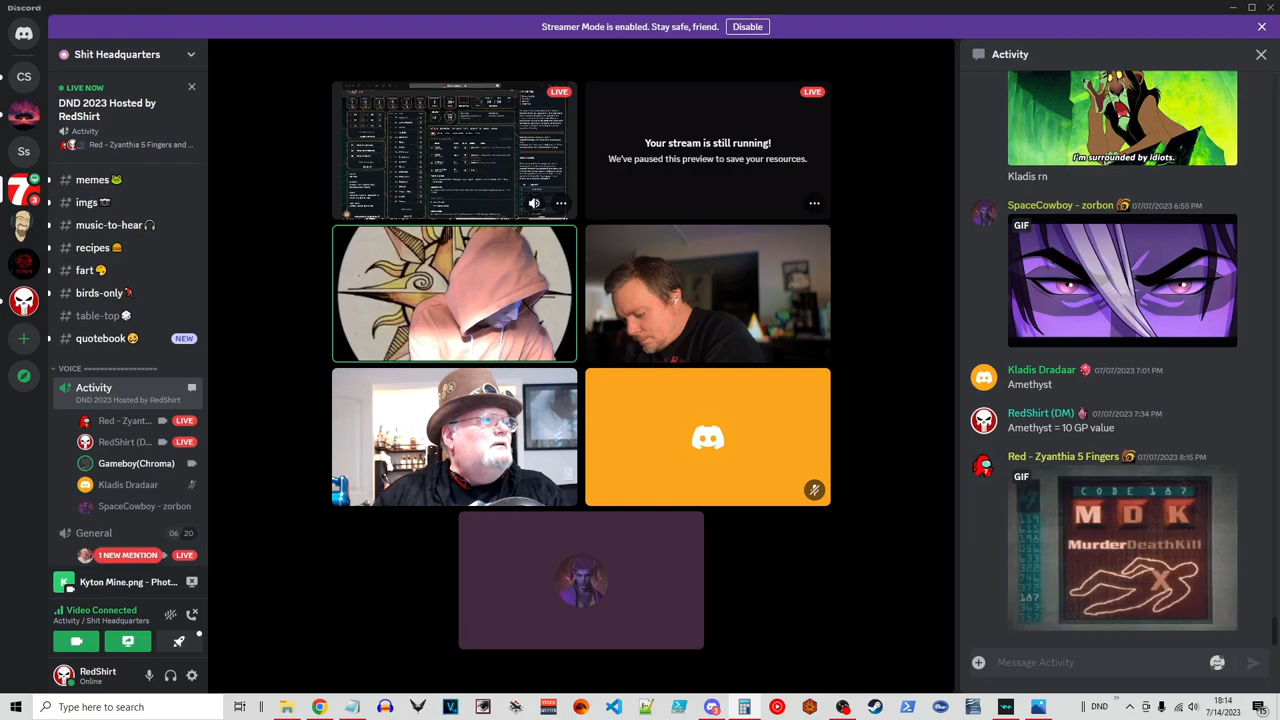 Discord
Streamer Mode is enabled. Stay safe, friend.
Disable
Shit Headquarters
LIVE NOW
DND 2023 Hosted by
RedShirt
Activity
Red - Zyanthia 5 Fingers and ...
memes
imgs
music-to-hear
recipes
fart
birds-only
table-top
quotebook
NEW
VOICE ==================
Activity
DND 2023 Hosted by RedShirt
Red - Zyant...
LIVE
RedShirt (D...
LIVE
Gameboy(Chroma)
Kladis Dradaar
SpaceCowboy - zorbon
General
06 20
1 NEW MENTION
LIVE
Kyton Mine.png - Phot...
Video Connected
Activity / Shit Headquarters
RedShirt
Online
CS
Ss
7
3
LIVE
LIVE
Your stream is still running!
We've paused this preview to save your resources.
Activity
I'm surrounded by idiots.
Kladis rn
SpaceCowboy - zorbon 07/07/2023 6:55 PM
GIF
Kladis Dradaar 07/07/2023 7:01 PM
Amethyst
RedShirt (DM) 07/07/2023 7:34 PM
Amethyst = 10 GP value
Red - Zyanthia 5 Fingers 07/07/2023 8:15 PM
GIF
CODE 187
MDK
MurderDeathKill
Message Activity
Type here to search
DND
18:14
7/14/2023
15